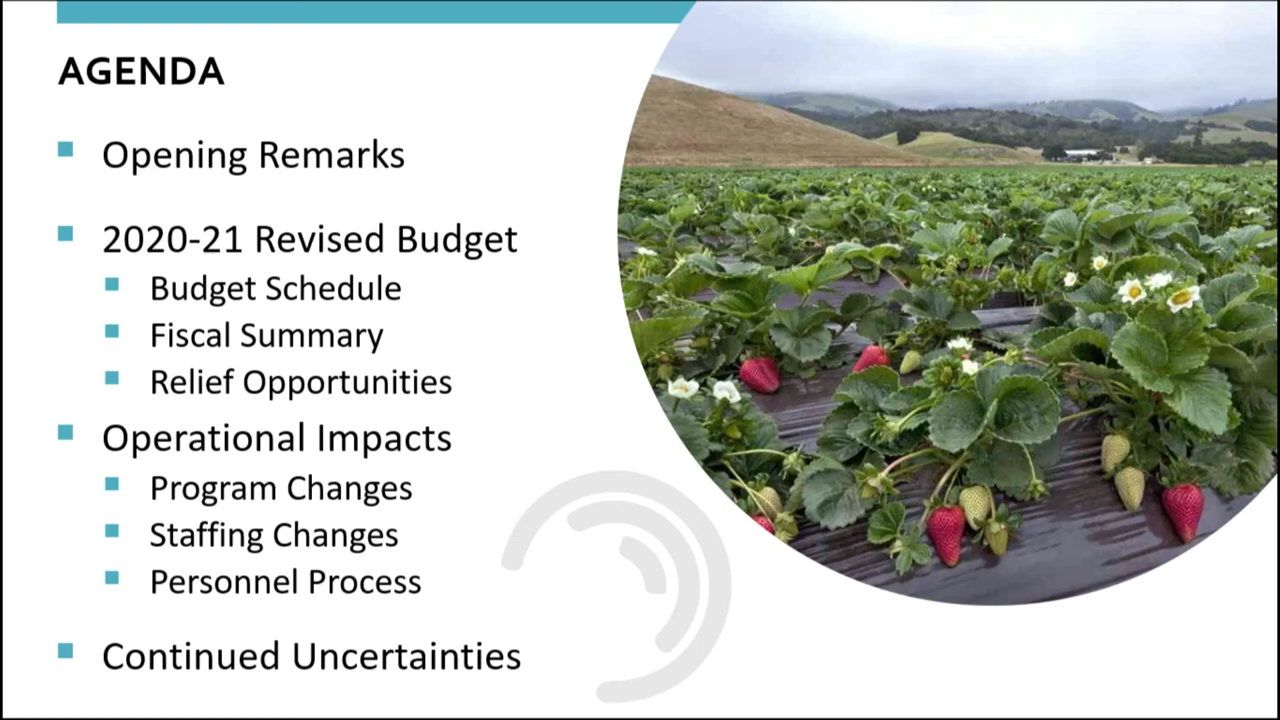 AGENDA
Opening Remarks
2020-21 Revised Budget
Budget Schedule
Fiscal Summary
Relief Opportunities
Operational Impacts
Program Changes
Staffing Changes
Personnel Process
Continued Uncertainties